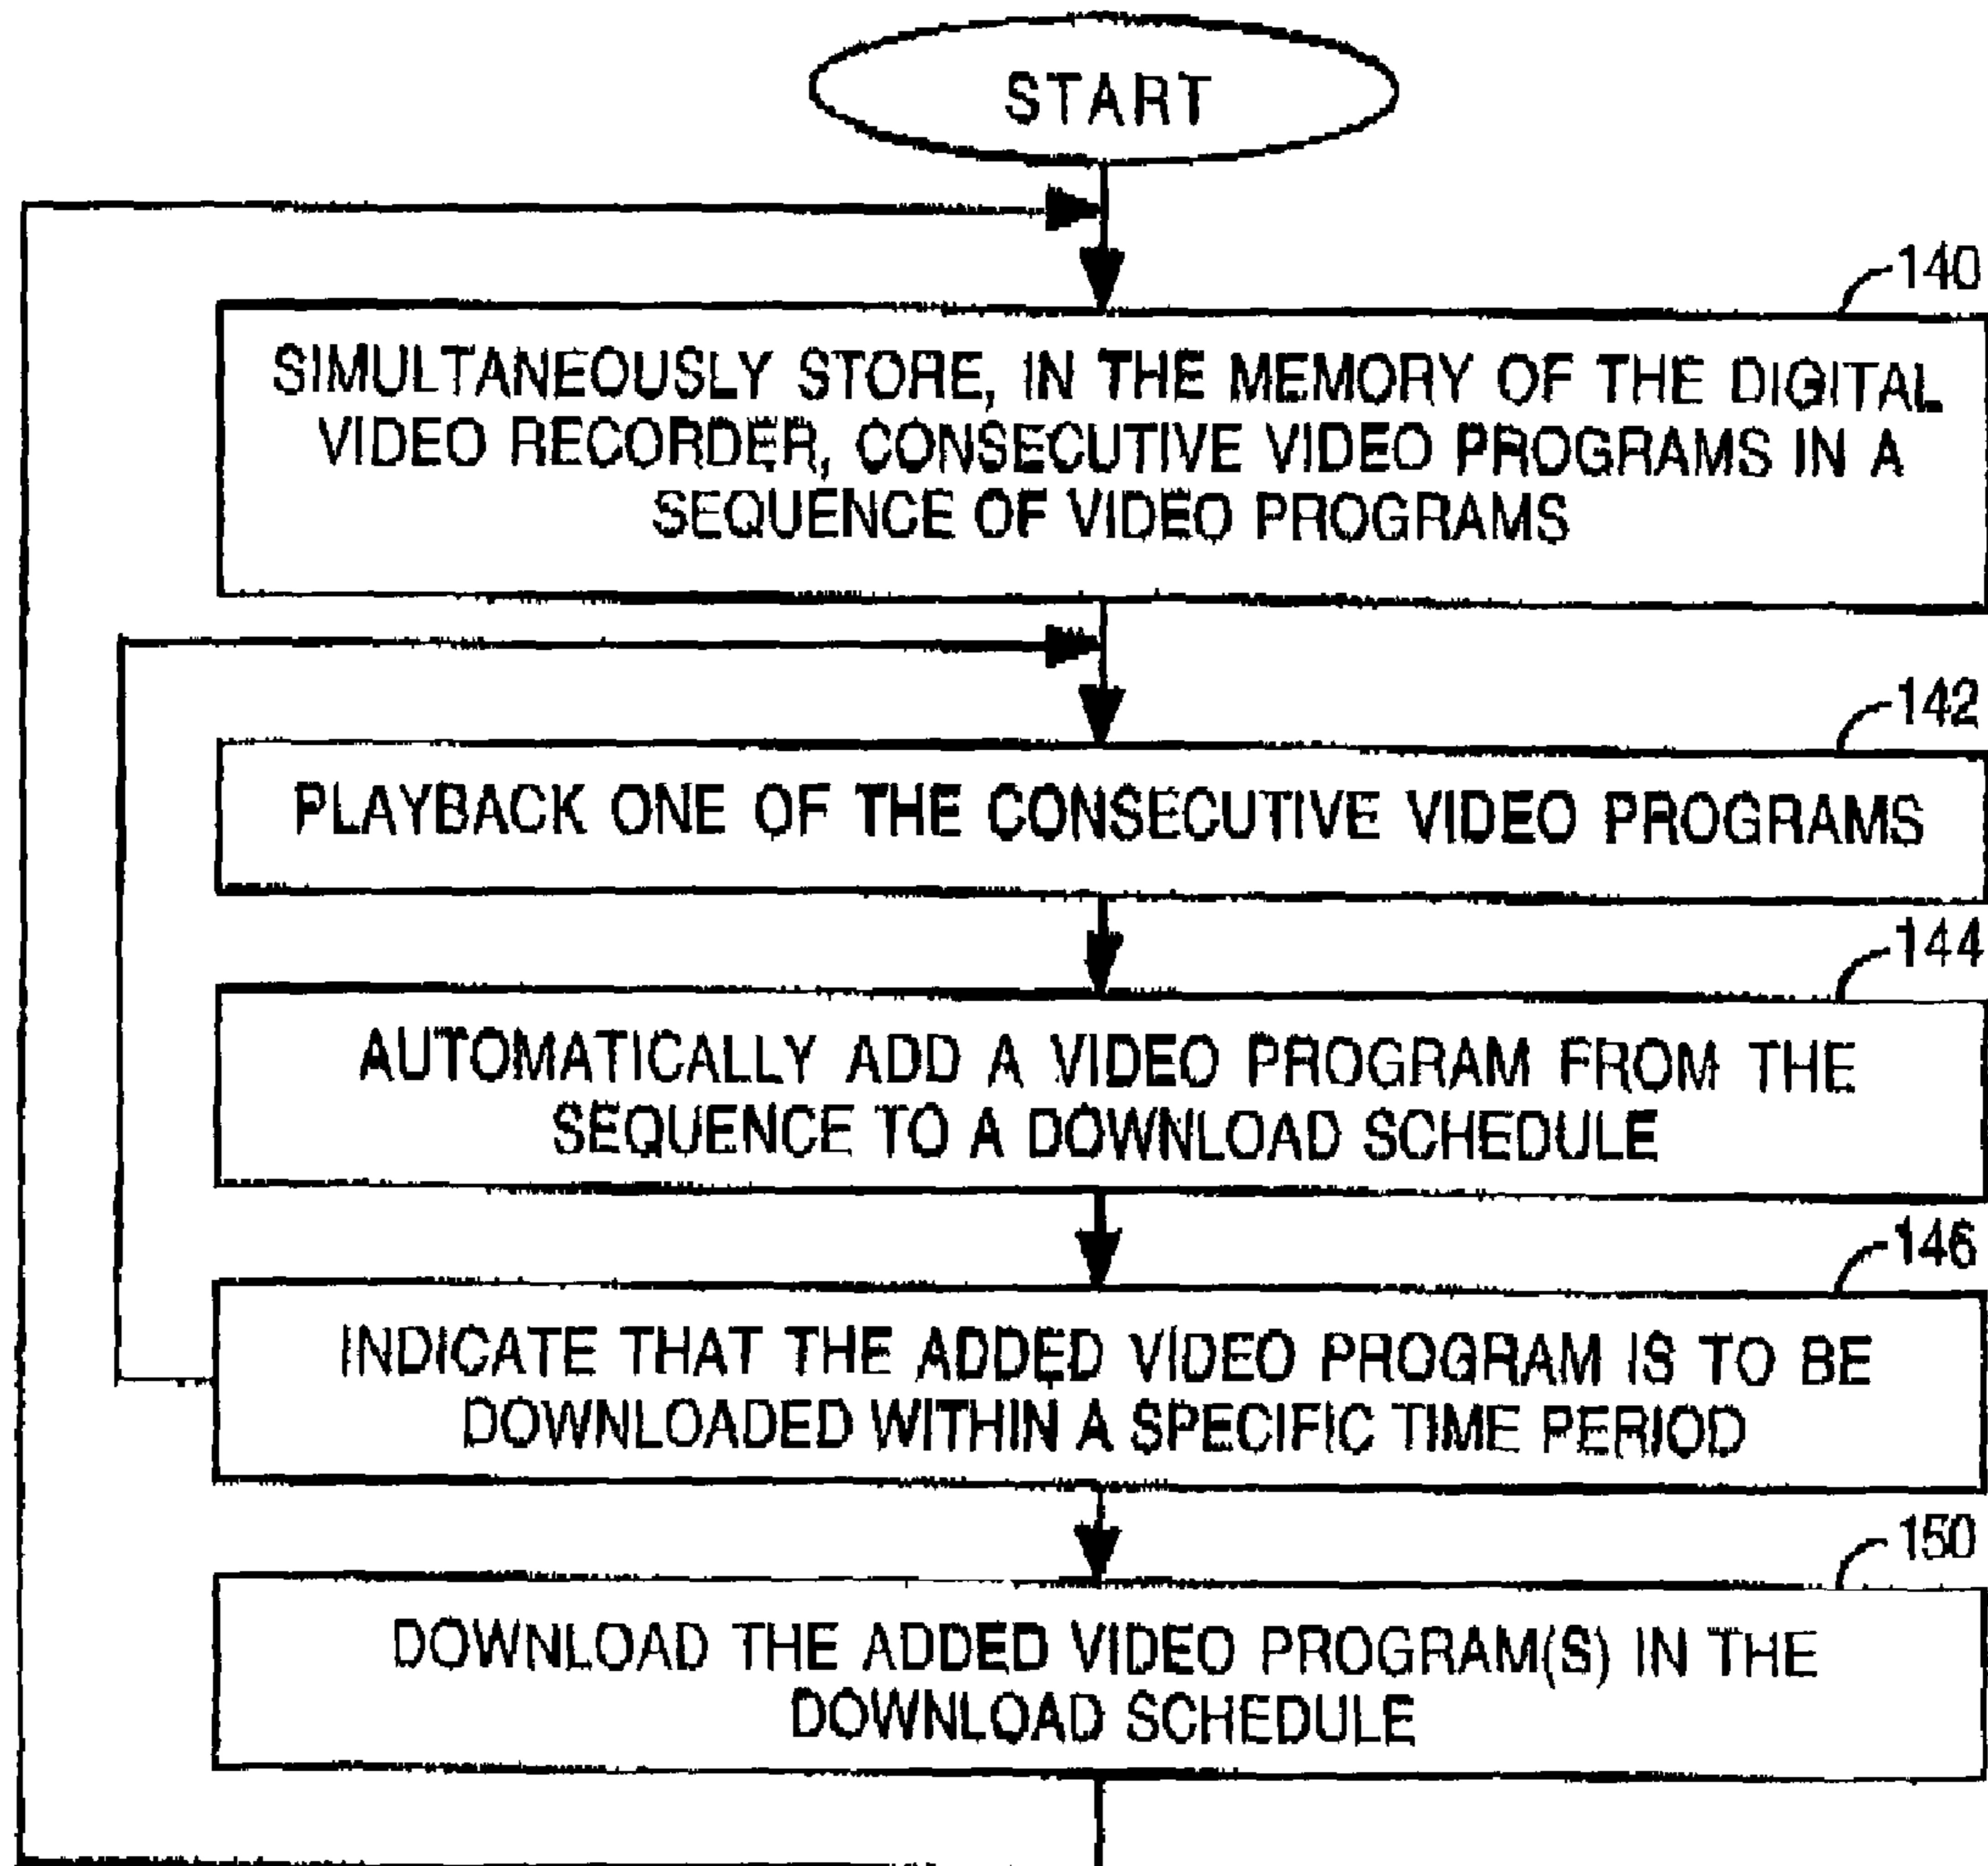 START
140
SIMULTANEOUSLY STORE, IN THE MEMORY OF THE DIGITAL
VIDEO RECORDER, CONSECUTIVE VIDEO PROGRAMS IN A
SEQUENCE OF VIDEO PROGRAMS
142
PLAYBACK ONE OF THE CONSECUTIVE VIDEO PROGRAMS
144
AUTOMATICALLY ADD A VIDEO PROGRAM FROM THE
SEQUENCE TO A DOWNLOAD SCHEDULE
146
INDICATE THAT THE ADDED VIDEO PROGRAM IS TO BE
DOWNLOADED WITHIN A SPECIFIC TIME PERIOD
150
DOWNLOAD THE ADDED VIDEO PROGRAM(S) IN THE
DOWNLOAD SCHEDULE